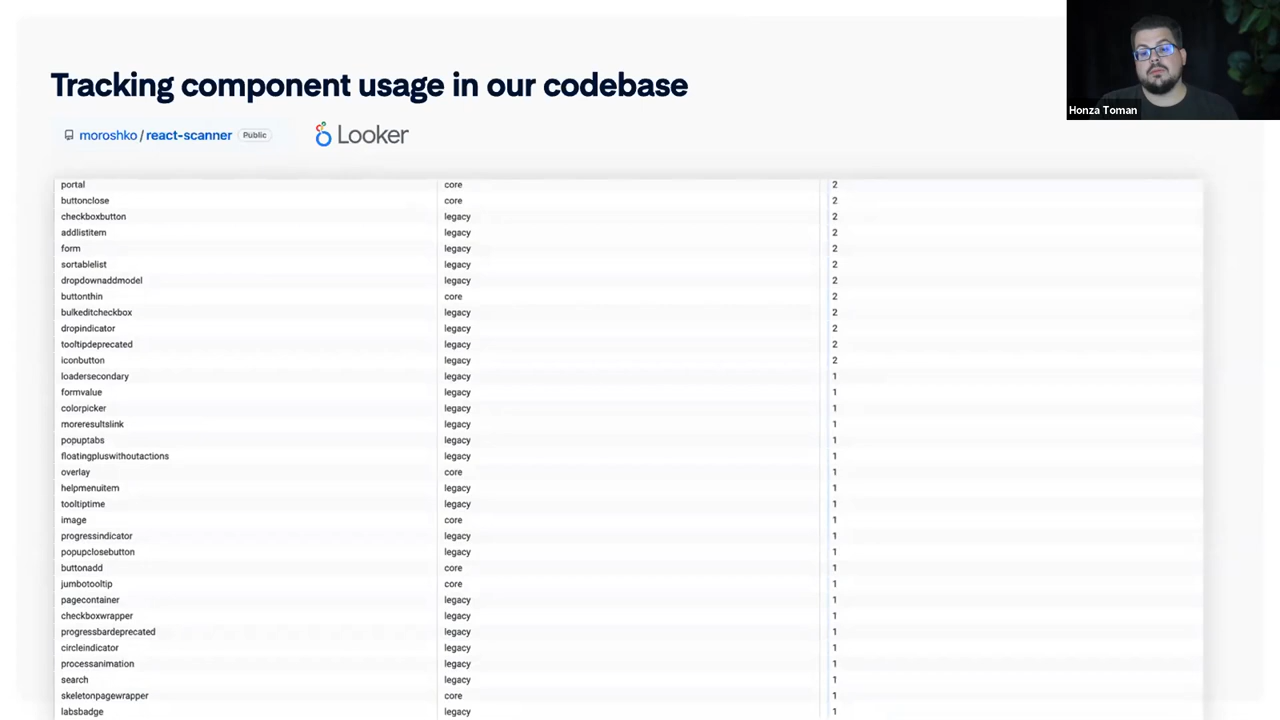 Tracking component usage in our codebase
moroshko / react-scanner Public
Looker
Honza Toman
portal core 2
buttonclose core 2
checkboxbutton legacy 2
addlistitem legacy 2
form legacy 2
sortablelist legacy 2
dropdownaddmodel legacy 2
buttonthin core 2
bulkeditcheckbox legacy 2
dropindicator legacy 2
tooltipdeprecated legacy 2
iconbutton legacy 2
loadersecondary legacy 1
formvalue legacy 1
colorpicker legacy 1
moreresultslink legacy 1
popuptabs legacy 1
floatingpluswithoutactions legacy 1
overlay core 1
helpmenuitem legacy 1
tooltiptime legacy 1
image core 1
progressindicator legacy 1
popupclosebutton legacy 1
buttonadd core 1
jumbotooltip core 1
pagecontainer legacy 1
checkboxwrapper legacy 1
progressbardeprecated legacy 1
circleindicator legacy 1
processanimation legacy 1
search legacy 1
skeletonpagewrapper core 1
labsbadge legacy 1